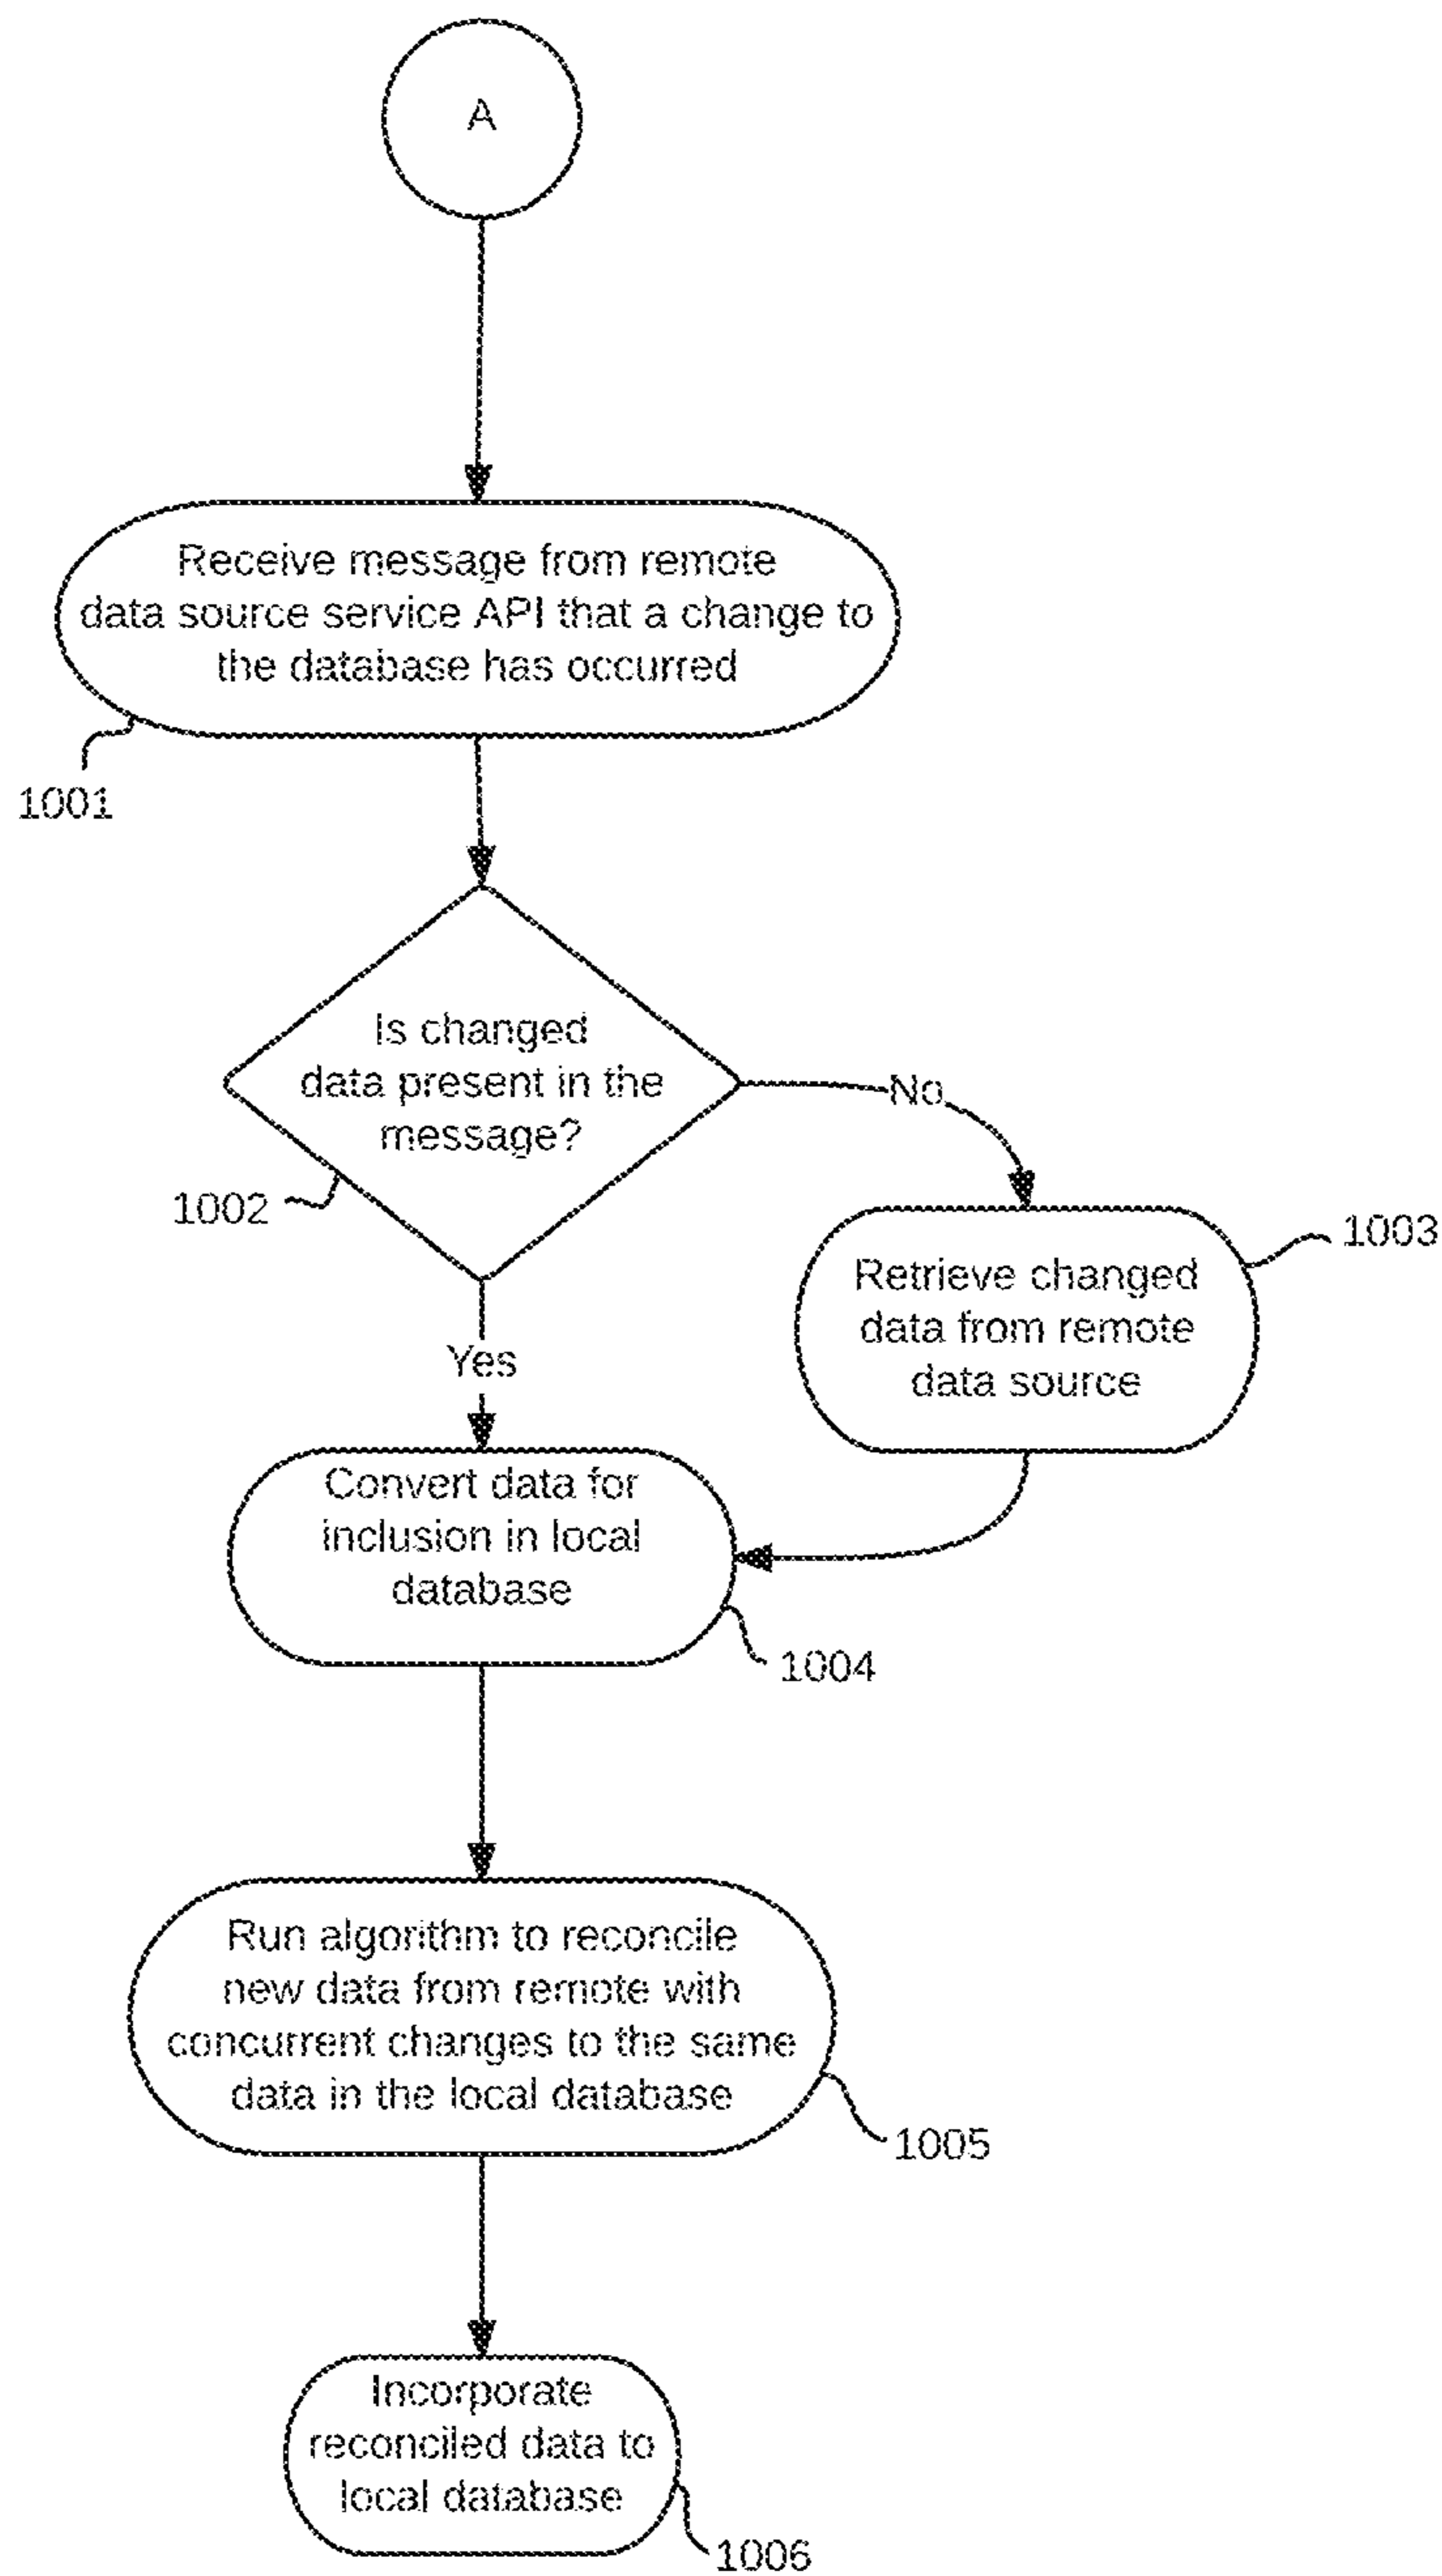 A
Receive message from remote
data source service API that a change to
the database has occurred
1001
Is changed
data present in the
message?
1002
No
1003
Retrieve changed
data from remote
data source
Yes
Convert data for
inclusion in local
database
1004
Run algorithm to reconcile
new data from remote with
concurrent changes to the same
data in the local database
1005
Incorporate
reconciled data to
local database
1006